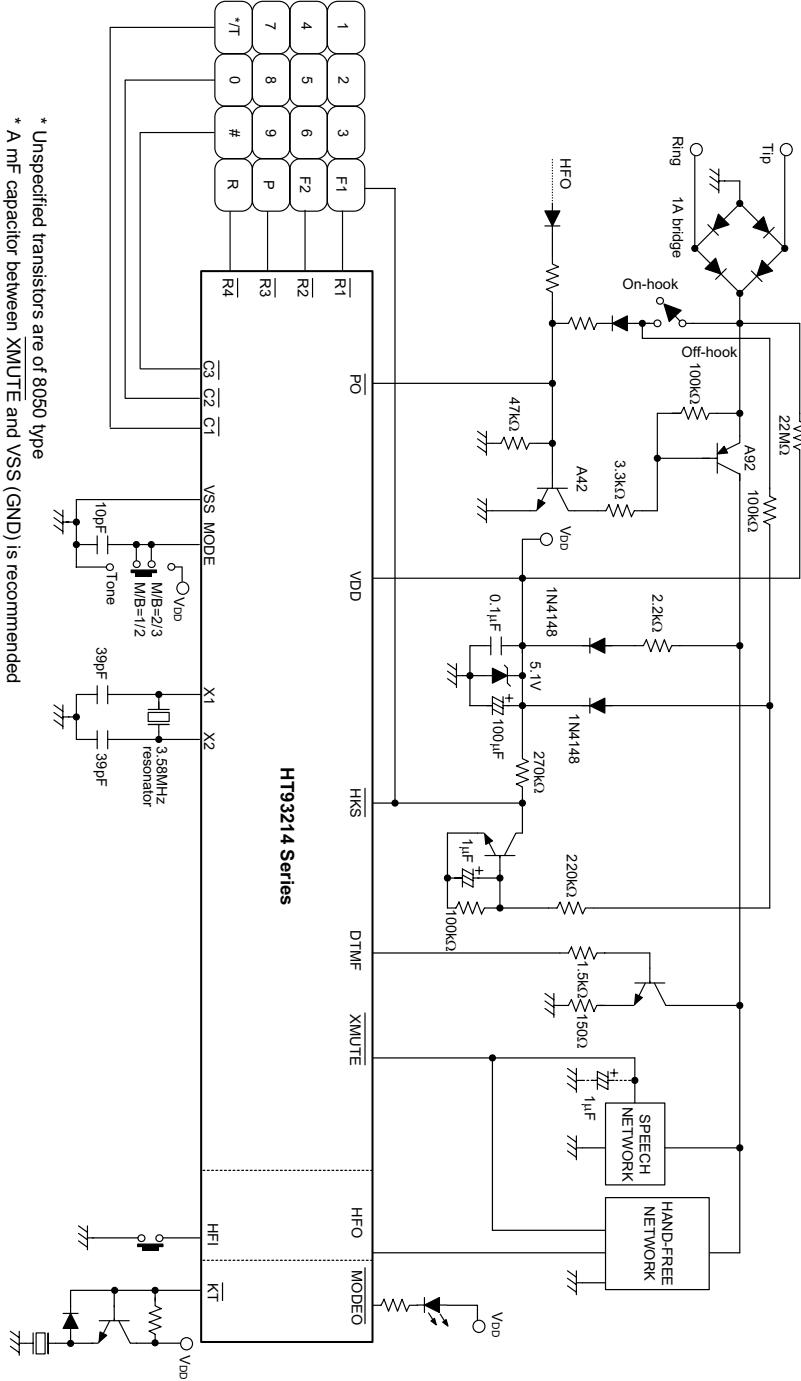 Tip
Ring
1A bridge
On-hook
Off-hook
22MΩ
100kΩ
A92
100kΩ
HFO
3.3kΩ
A42
47kΩ
VDD
2.2kΩ
1N4148
1N4148
5.1V
0.1μF
+
100μF
270kΩ
220kΩ
+
1μF
100kΩ
1.5kΩ
150Ω
+
1μF
SPEECH
NETWORK
HAND-FREE
NETWORK
VDD
1 2 3 F1
4 5 6 F2
7 8 9 P
*/T 0 # R
R1
R2
R3
R4
PO
VDD
HKS
DTMF
XMUTE
HFO
MODEO
HT93214 Series
C3
C2
C1
VSS
MODE
X1
X2
HFI
KT
10pF
VDD
M/B=2/3
M/B=1/2
Tone
39pF
39pF
3.58MHz
resonator
VDD
* Unspecified transistors are of 8050 type
* A mF capacitor between XMUTE and VSS (GND) is recommended